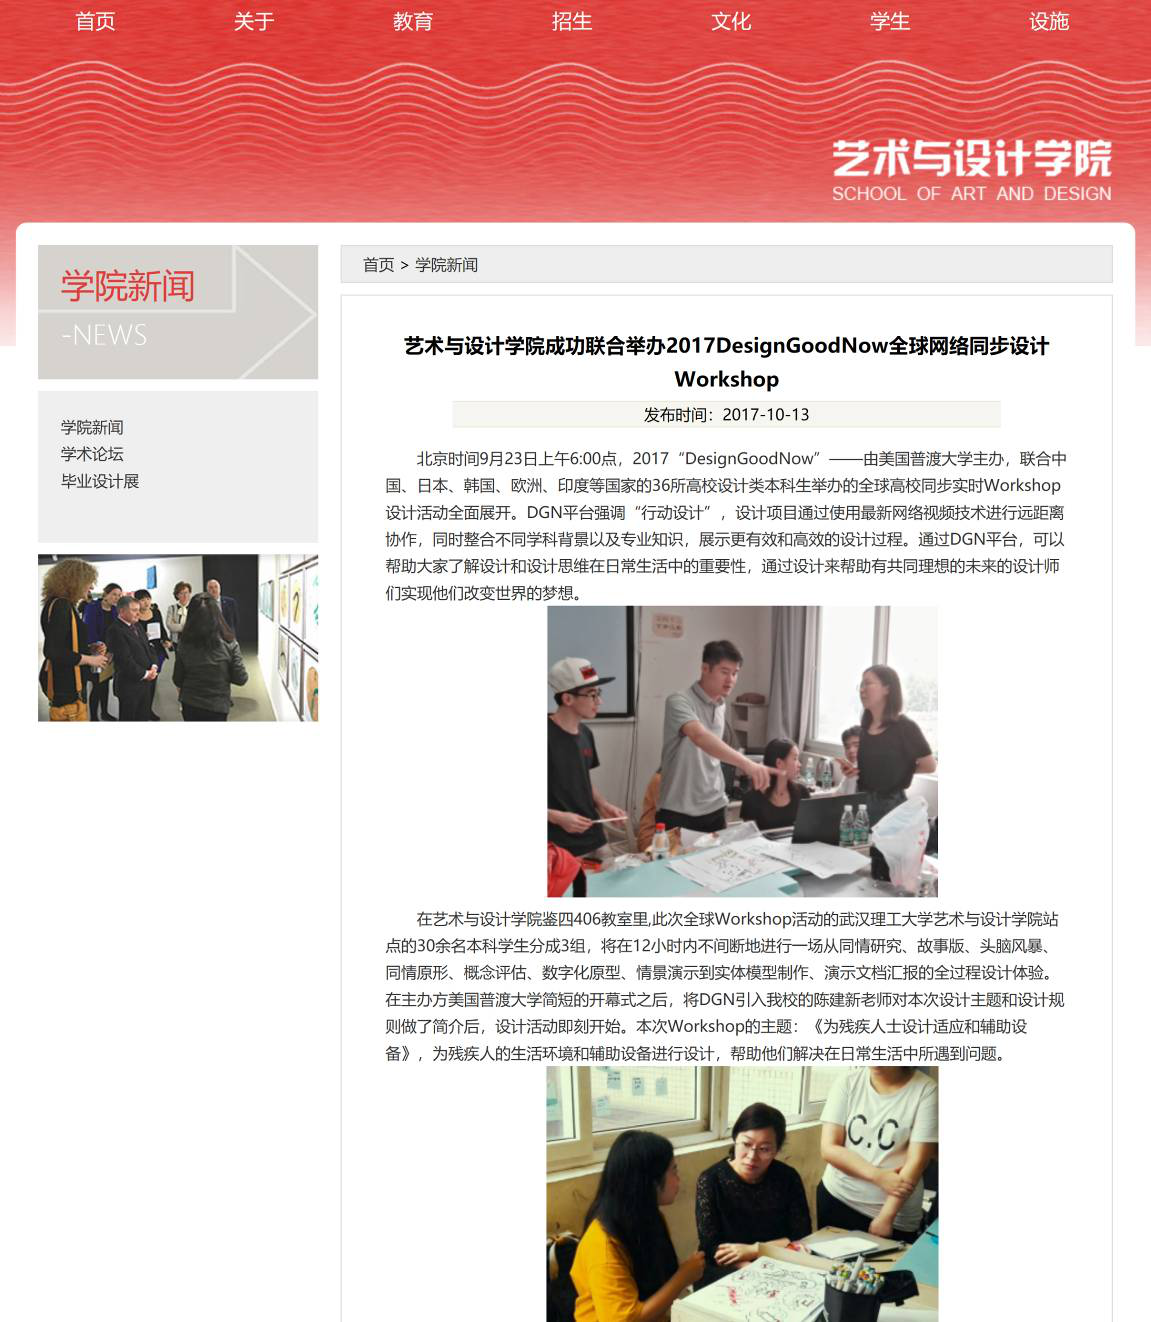 首页 关于 教育 招生 文化 学生 设施
艺术与设计学院
SCHOOL OF ART AND DESIGN
学院新闻
-NEWS
学院新闻
学术论坛
毕业设计展
首页 > 学院新闻
艺术与设计学院成功联合举办2017DesignGoodNow全球网络同步设计
Workshop
发布时间：2017-10-13
北京时间9月23日上午6:00点，2017“DesignGoodNow”——由美国普渡大学主办，联合中
国、日本、韩国、欧洲、印度等国家的36所高校设计类本科生举办的全球高校同步实时Workshop
设计活动全面展开。DGN平台强调“行动设计”，设计项目通过使用最新网络视频技术进行远距离
协作，同时整合不同学科背景以及专业知识，展示更有效和高效的设计过程。通过DGN平台，可以
帮助大家了解设计和设计思维在日常生活中的重要性，通过设计来帮助有共同理想的未来的设计师
们实现他们改变世界的梦想。
在艺术与设计学院鉴四406教室里,此次全球Workshop活动的武汉理工大学艺术与设计学院站
点的30余名本科学生分成3组，将在12小时内不间断地进行一场从同情研究、故事版、头脑风暴、
同情原形、概念评估、数字化原型、情景演示到实体模型制作、演示文档汇报的全过程设计体验。
在主办方美国普渡大学简短的开幕式之后，将DGN引入我校的陈建新老师对本次设计主题和设计规
则做了简介后，设计活动即刻开始。本次Workshop的主题：《为残疾人士设计适应和辅助设
备》，为残疾人的生活环境和辅助设备进行设计，帮助他们解决在日常生活中所遇到问题。
C.C